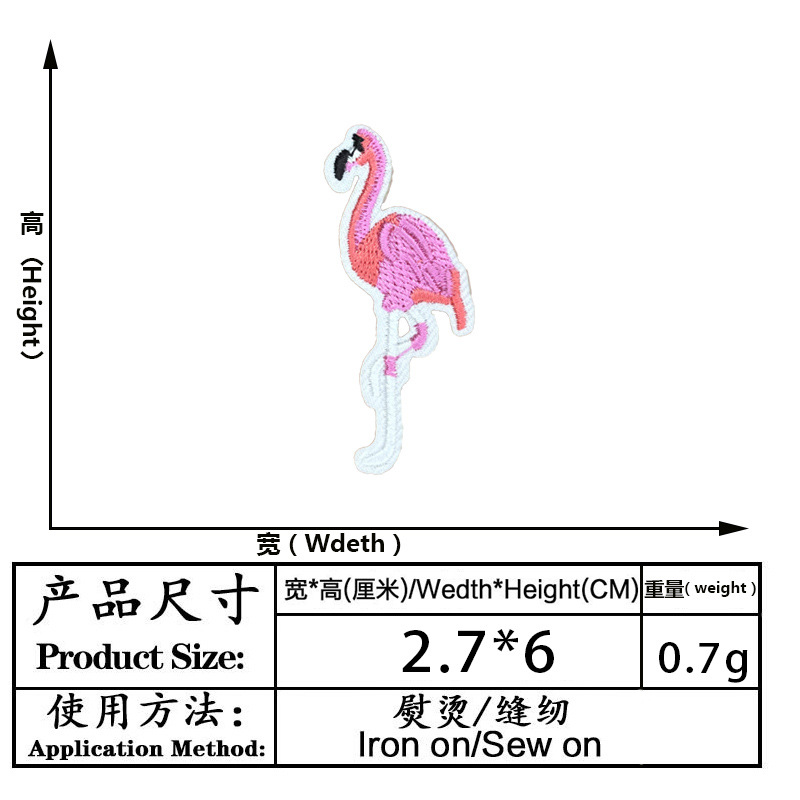 高（Height）
宽（Wdeth）
产品尺寸
Product Size:
宽*高(厘米)/Wedth*Height(CM)
重量( weight )
2.7*6
0.7g
使用方法：
Application Method:
熨烫/缝纫
Iron on/Sew on